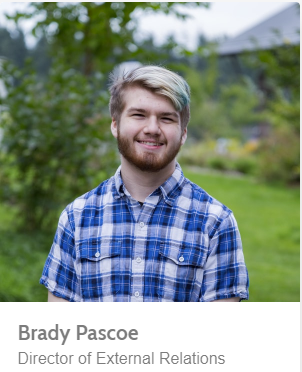 Brady Pascoe
Director of External Relations